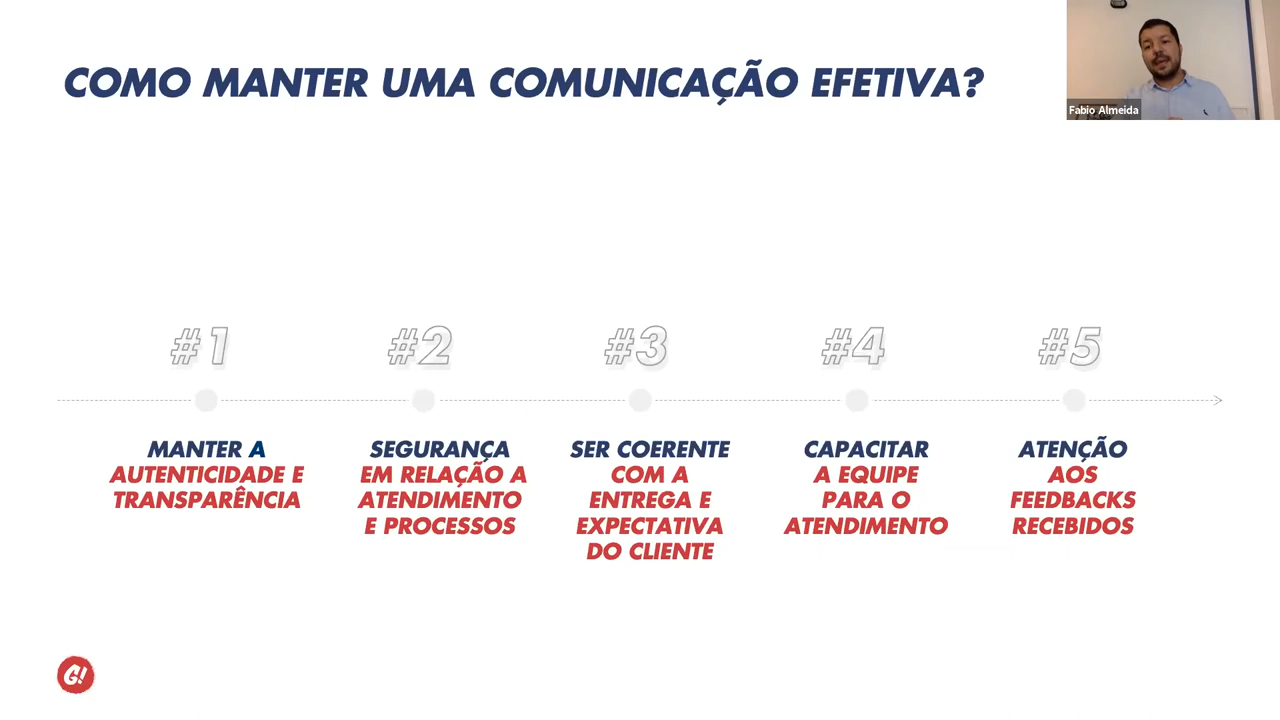 COMO MANTER UMA COMUNICAÇÃO EFETIVA?
Fabio Almeida
#1
#2
#3
#4
#5
MANTER A
AUTENTICIDADE E
TRANSPARÊNCIA
SEGURANÇA
EM RELAÇÃO A
ATENDIMENTO
E PROCESSOS
SER COERENTE
COM A
ENTREGA E
EXPECTATIVA
DO CLIENTE
CAPACITAR
A EQUIPE
PARA O
ATENDIMENTO
ATENÇÃO
AOS
FEEDBACKS
RECEBIDOS
G!